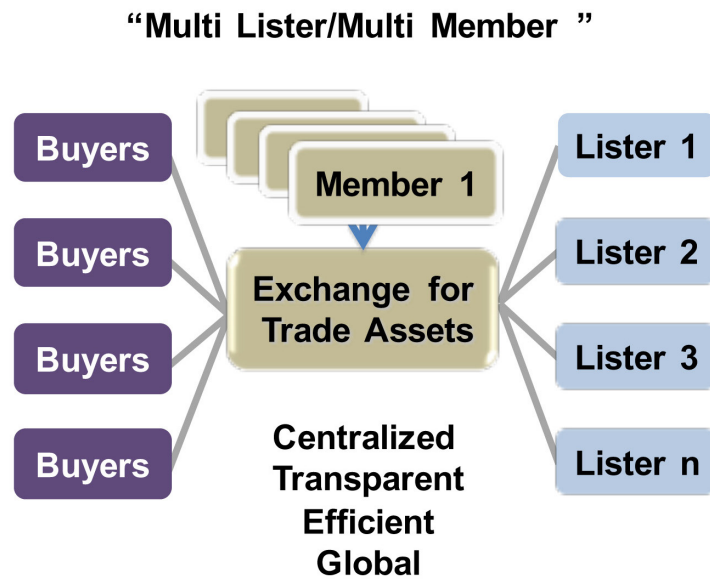 “Multi Lister/Multi Member ”
Buyers
Buyers
Buyers
Buyers
Member 1
Exchange for
Trade Assets
Centralized
Transparent
Efficient
Global
Lister 1
Lister 2
Lister 3
Lister n